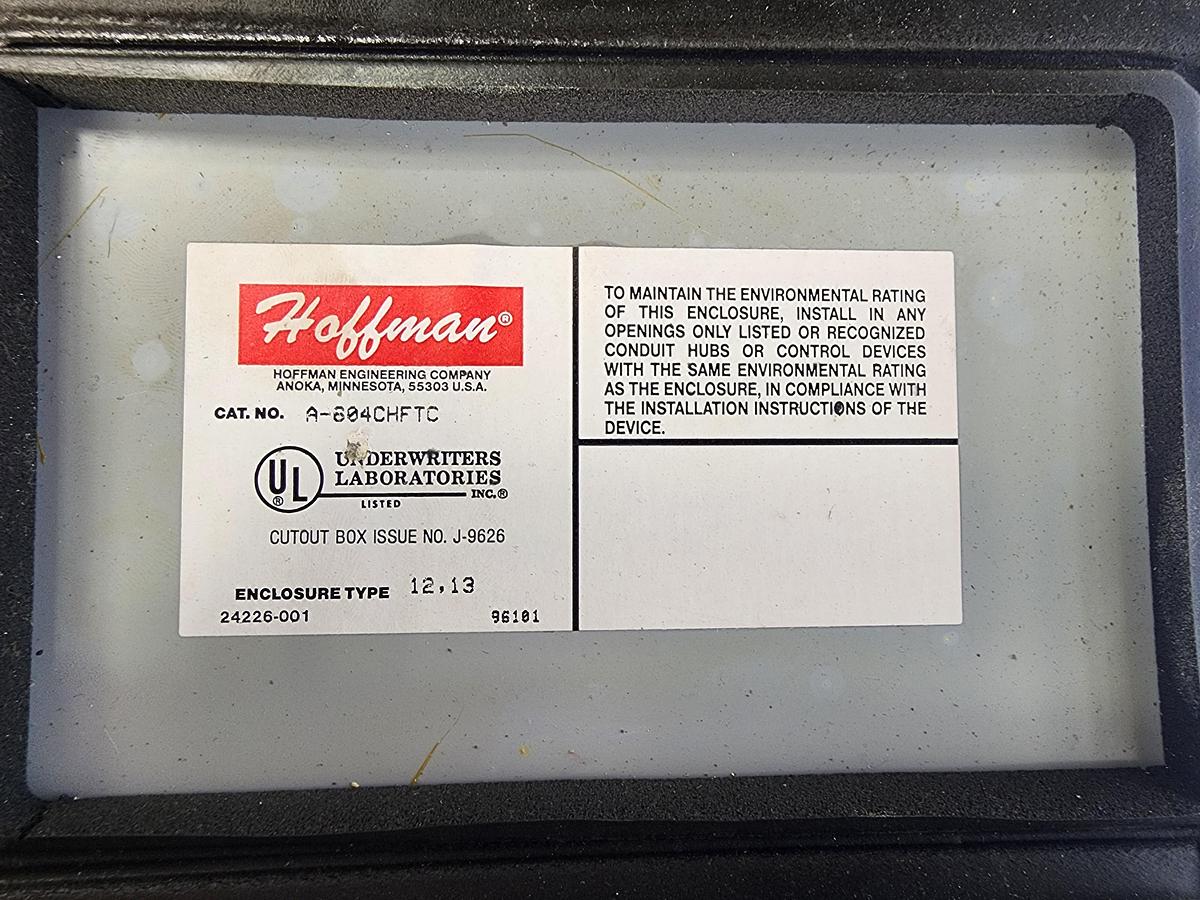 Hoffman®
HOFFMAN ENGINEERING COMPANY
ANOKA, MINNESOTA, 55303 U.S.A.
CAT. NO. A-604CHFTC
UL ® UNDERWRITERS
LABORATORIES
INC.®
LISTED
CUTOUT BOX ISSUE NO. J-9626
ENCLOSURE TYPE 12,13
24226-001 96101
TO MAINTAIN THE ENVIRONMENTAL RATING
OF THIS ENCLOSURE, INSTALL IN ANY
OPENINGS ONLY LISTED OR RECOGNIZED
CONDUIT HUBS OR CONTROL DEVICES
WITH THE SAME ENVIRONMENTAL RATING
AS THE ENCLOSURE, IN COMPLIANCE WITH
THE INSTALLATION INSTRUCTIONS OF THE
DEVICE.